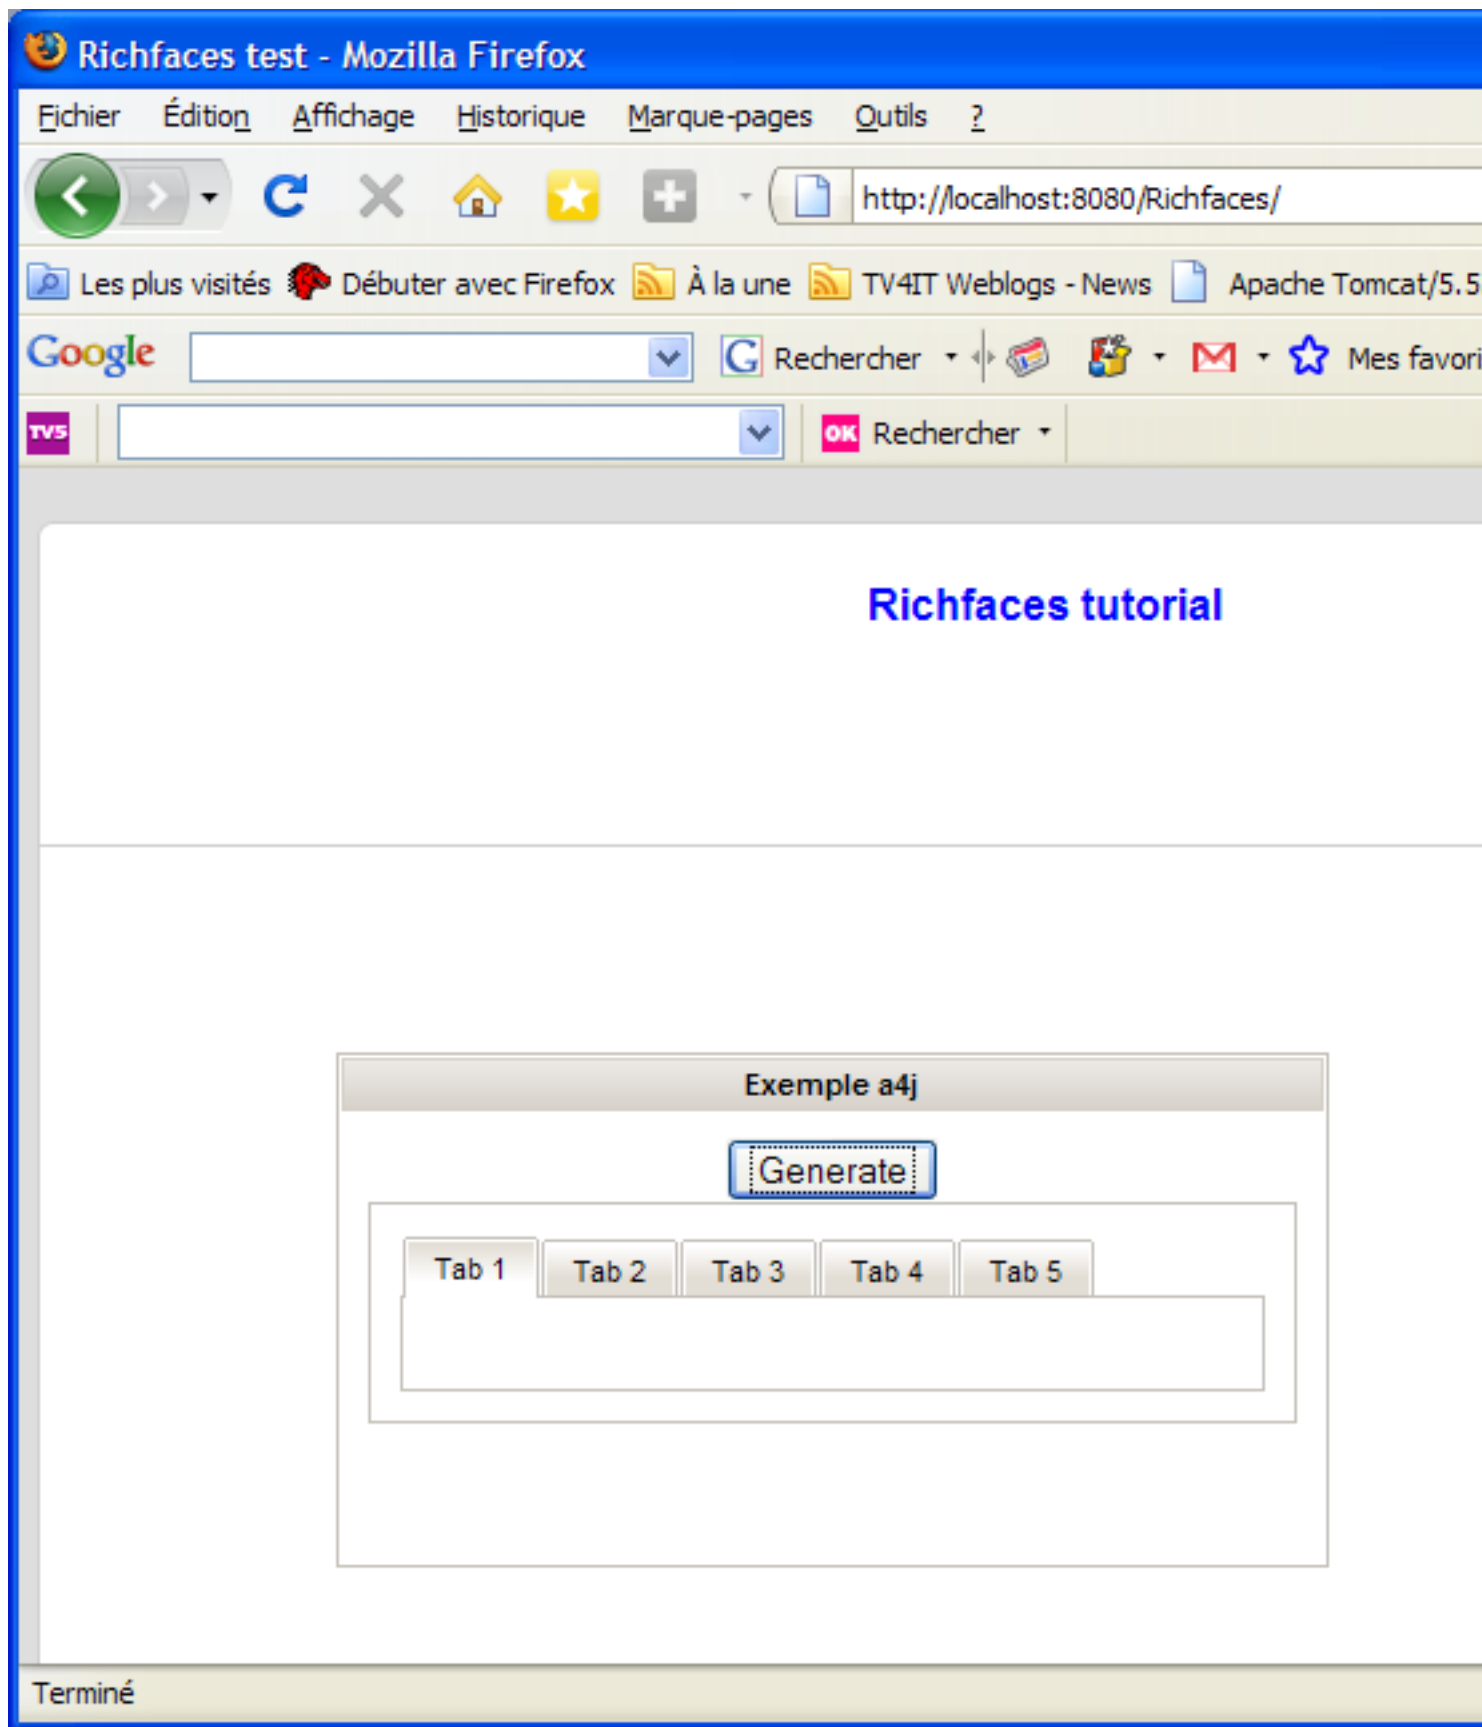 Richfaces test - Mozilla Firefox
Fichier Édition Affichage Historique Marque-pages Outils ?
http://localhost:8080/Richfaces/
Les plus visités Débuter avec Firefox À la une TV4IT Weblogs - News Apache Tomcat/5.5
Google G Rechercher Mes favori
TV5 OK Rechercher
Richfaces tutorial
Exemple a4j
Generate
Tab 1 Tab 2 Tab 3 Tab 4 Tab 5
Terminé